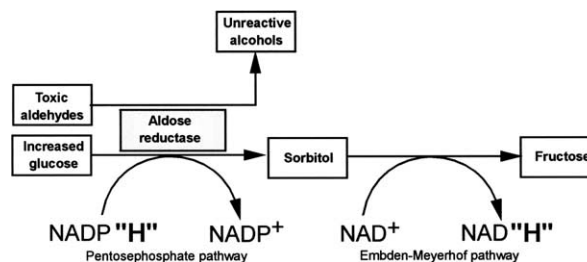 Unreactive
alcohols
Toxic
aldehydes
Aldose
reductase
Increased
glucose
Sorbitol
Fructose
NADP "H" NADP+ NAD+ NAD "H"
Pentosephosphate pathway Embden-Meyerhof pathway